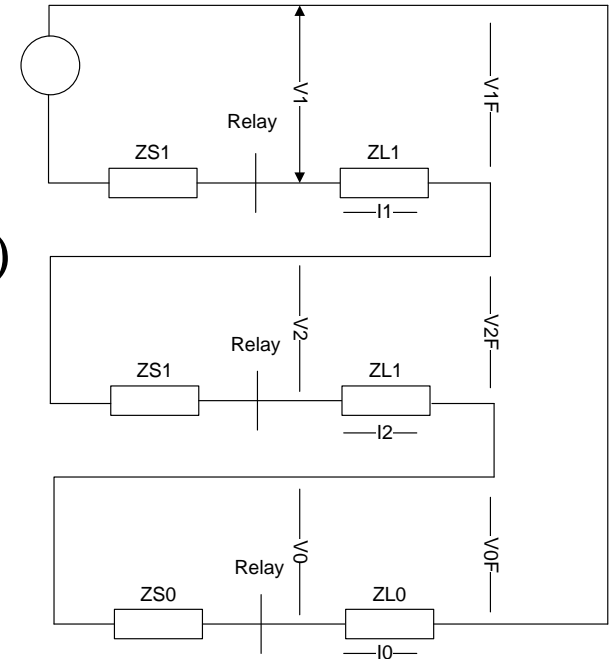 V1
V1F
Relay
ZS1
ZL1
I1
)
V2
V2F
Relay
ZS1
ZL1
I2
V0
V0F
Relay
ZS0
ZL0
I0